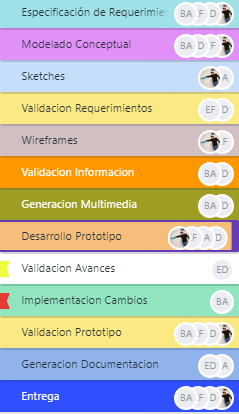 Especificación de Requerimie
BA F D
Modelado Conceptual
BA D F
Sketches
A
Validacion Requerimientos
EF D
Wireframes
F
Validacion Informacion
BA D
Generacion Multimedia
BA D
Desarrollo Prototipo
F A D
Validacion Avances
ED
Implementacion Cambios
BA
Validacion Prototipo
BA F D
Generacion Documentacion
ED A
Entrega
BA F D